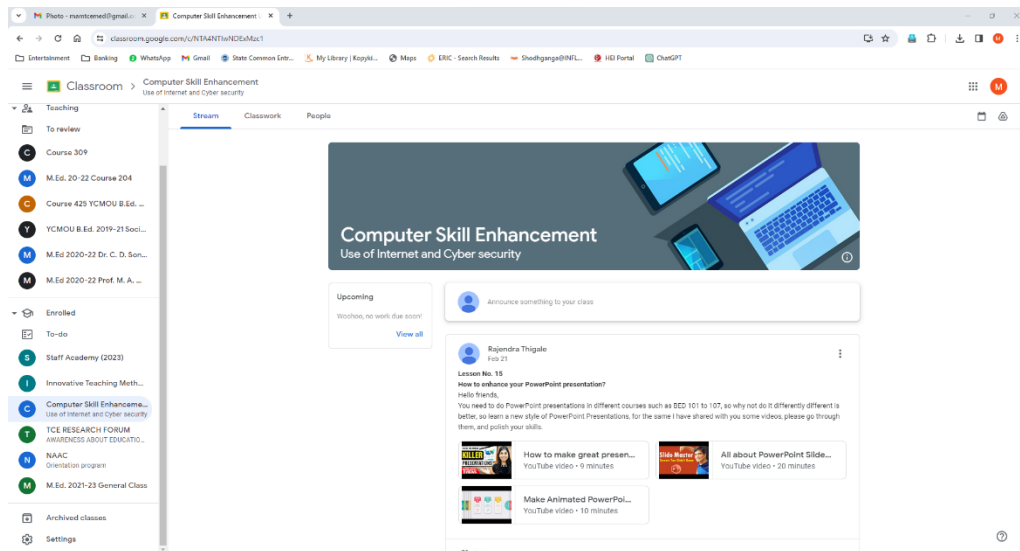 Photo - mamtcemed@gmail.co
Computer Skill Enhancement
classroom.google.com/c/NTA4NTIwNDExMzc1
Entertainment Banking WhatsApp Gmail State Common Entr... My Library | Kopyki... Maps ERIC - Search Results Shodhganga@INFL... HEI Portal ChatGPT
Classroom > Computer Skill Enhancement
Use of Internet and Cyber security
M
Teaching
To review
C Course 309
M M.Ed. 20-22 Course 204
C Course 425 YCMOU B.Ed. ...
Y YCMOU B.Ed. 2019-21 Soci...
M M.Ed 2020-22 Dr. C. D. Son...
M M.Ed 2020-22 Prof. M. A. ...
Enrolled
To-do
S Staff Academy (2023)
I Innovative Teaching Meth...
C Computer Skill Enhanceme...
Use of Internet and Cyber security
T TCE RESEARCH FORUM
AWARENESS ABOUT EDUCATIO...
N NAAC
Orientation program
M M.Ed. 2021-23 General Class
Archived classes
Settings
Stream Classwork People
Computer Skill Enhancement
Use of Internet and Cyber security
Upcoming
Woohoo, no work due soon!
View all
Announce something to your class
Rajendra Thigale
Feb 21
Lesson No. 15
How to enhance your PowerPoint presentation?
Hello friends,
You need to do PowerPoint presentations in different courses such as BED 101 to 107, so why not do it differently different is
better, so learn a new style of PowerPoint Presentations, for the same I have shared with you some videos, please go through
them, and polish your skills.
KILLER
PRESENTATIONS
How to make great presen...
YouTube video • 9 minutes
Slide Master
All about PowerPoint Slide...
YouTube video • 20 minutes
Make Animated PowerPoi...
YouTube video • 10 minutes